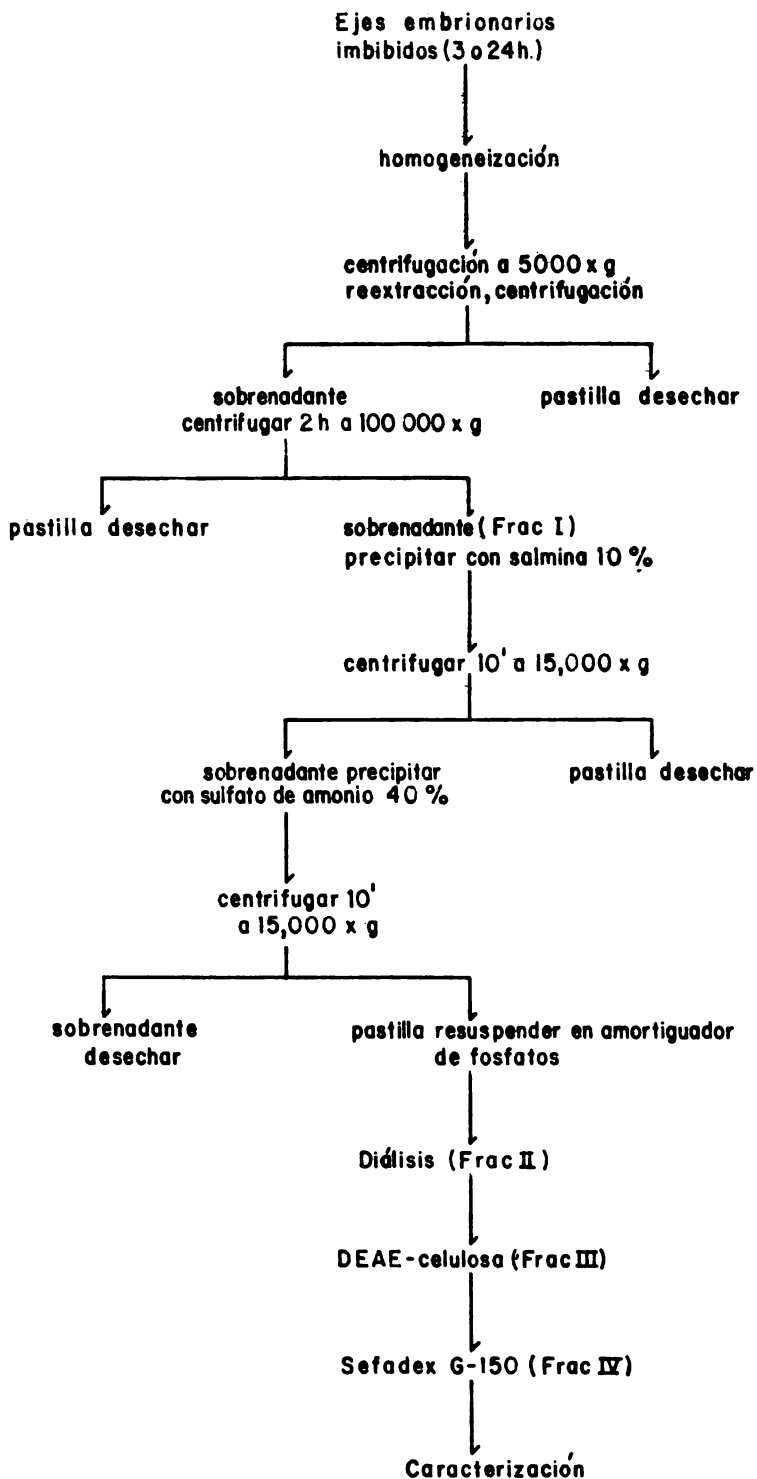 Ejes embrionarios
imbibidos (3 o 24h.)
homogeneización
centrifugación a 5000 x g
reextracción, centrifugación
sobrenadante
centrifugar 2 h a 100 000 x g
pastilla desechar
pastilla desechar
sobrenadante (Frac I)
precipitar con salmina 10 %
centrifugar 10' a 15,000 x g
sobrenadante precipitar
con sulfato de amonio 40 %
pastilla desechar
centrifugar 10'
a 15,000 x g
sobrenadante
desechar
pastilla resuspender en amortiguador
de fosfatos
Diálisis (Frac II)
DEAE-celulosa (Frac III)
Sefadex G-150 (Frac IV)
Caracterización